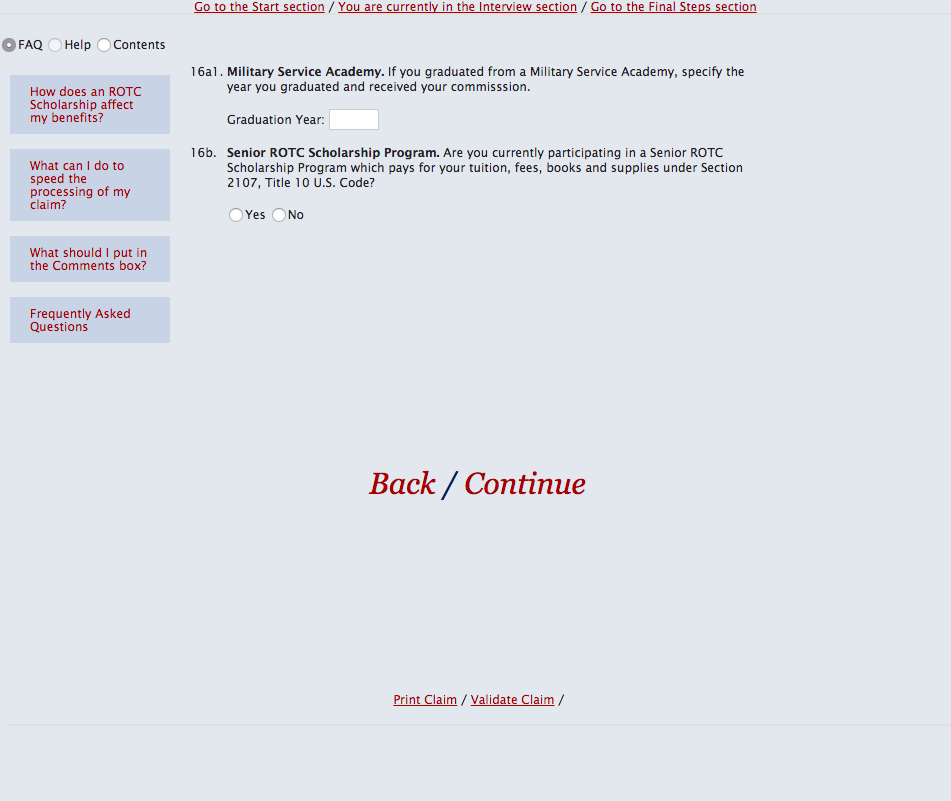 Go to the Start section / You are currently in the Interview section / Go to the Final Steps section
FAQ Help Contents
How does an ROTC
Scholarship affect
my benefits?
What can I do to
speed the
processing of my
claim?
What should I put in
the Comments box?
Frequently Asked
Questions
16a1. Military Service Academy. If you graduated from a Military Service Academy, specify the
year you graduated and received your commisssion.
Graduation Year:
16b. Senior ROTC Scholarship Program. Are you currently participating in a Senior ROTC
Scholarship Program which pays for your tuition, fees, books and supplies under Section
2107, Title 10 U.S. Code?
Yes No
Back / Continue
Print Claim / Validate Claim /